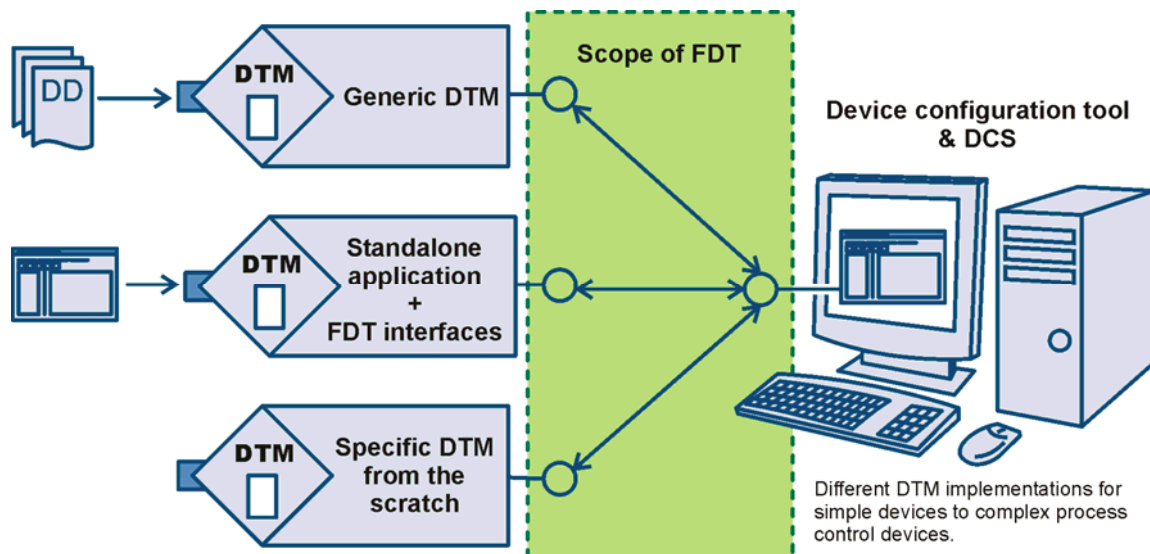 DD
DTM
Generic DTM
DTM
Standalone
application
+
FDT interfaces
DTM
Specific DTM
from the
scratch
Scope of FDT
Device configuration tool
& DCS
Different DTM implementations for
simple devices to complex process
control devices.